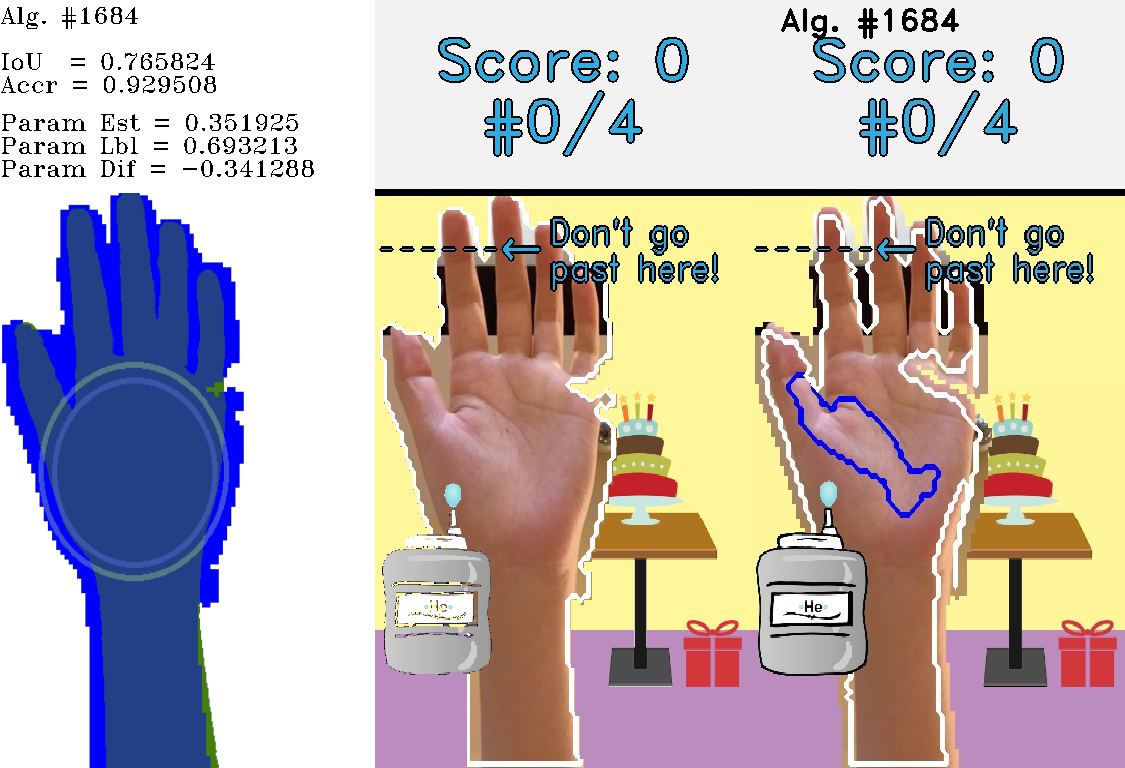 Alg. #1684
IoU = 0.765824
Accr = 0.929508
Param Est = 0.351925
Param Lbl = 0.693213
Param Dif = −0.341288
Score: 0
#0/4
Don't go
past here!
He
Alg. #1684
Score: 0
#0/4
Don't go
past here!
He